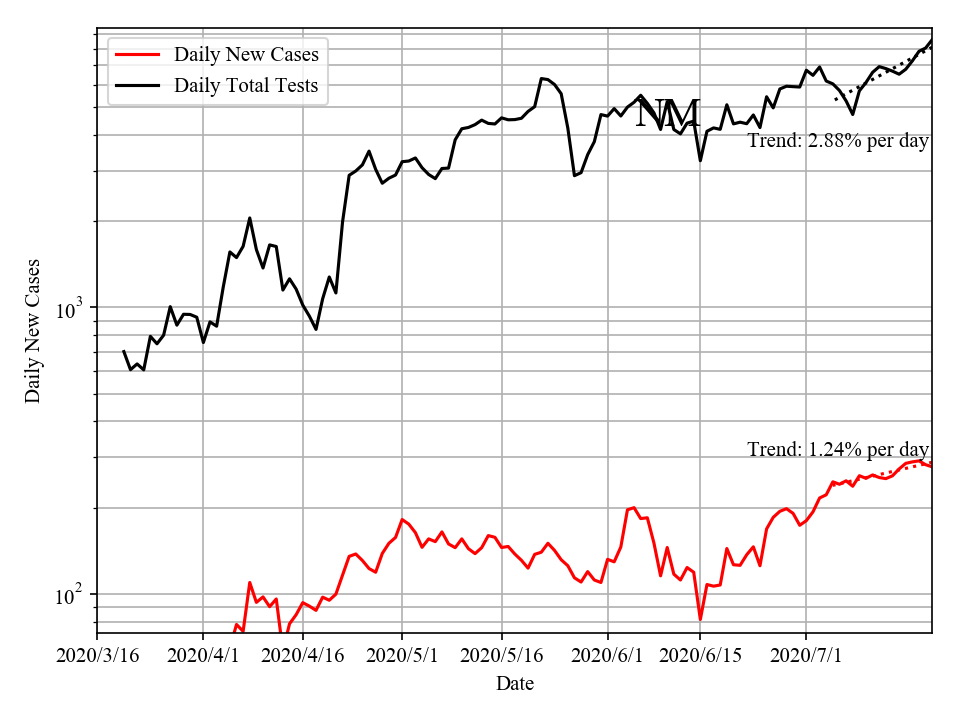 Daily New Cases
Daily Total Tests
NM
Trend: 2.88% per day
Trend: 1.24% per day
10³
10²
Daily New Cases
2020/3/16 2020/4/1 2020/4/16 2020/5/1 2020/5/16 2020/6/1 2020/6/15 2020/7/1
Date